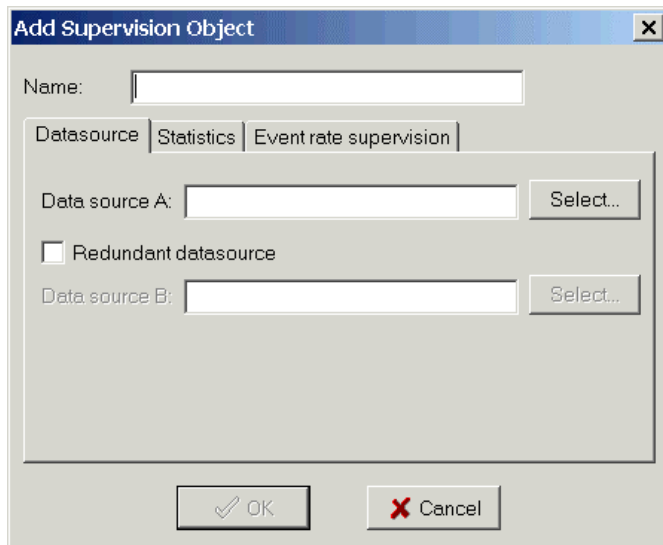 Add Supervision Object
Name:
Datasource Statistics Event rate supervision
Data source A: Select...
Redundant datasource
Data source B: Select...
OK Cancel